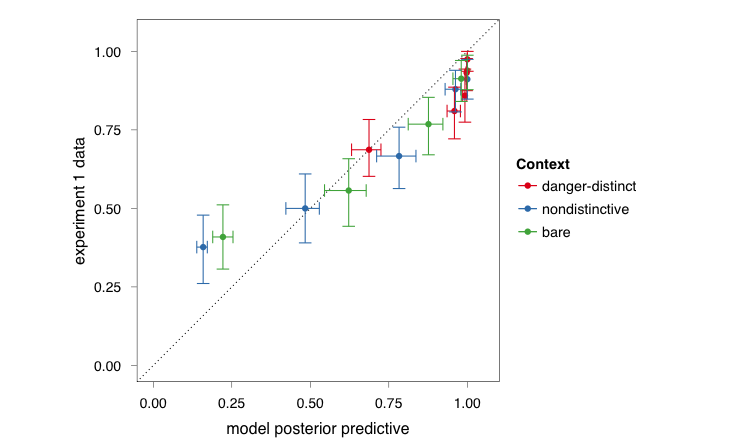 1.00
0.75
0.50
0.25
0.00
experiment 1 data
0.00 0.25 0.50 0.75 1.00
model posterior predictive
Context
danger-distinct
nondistinctive
bare